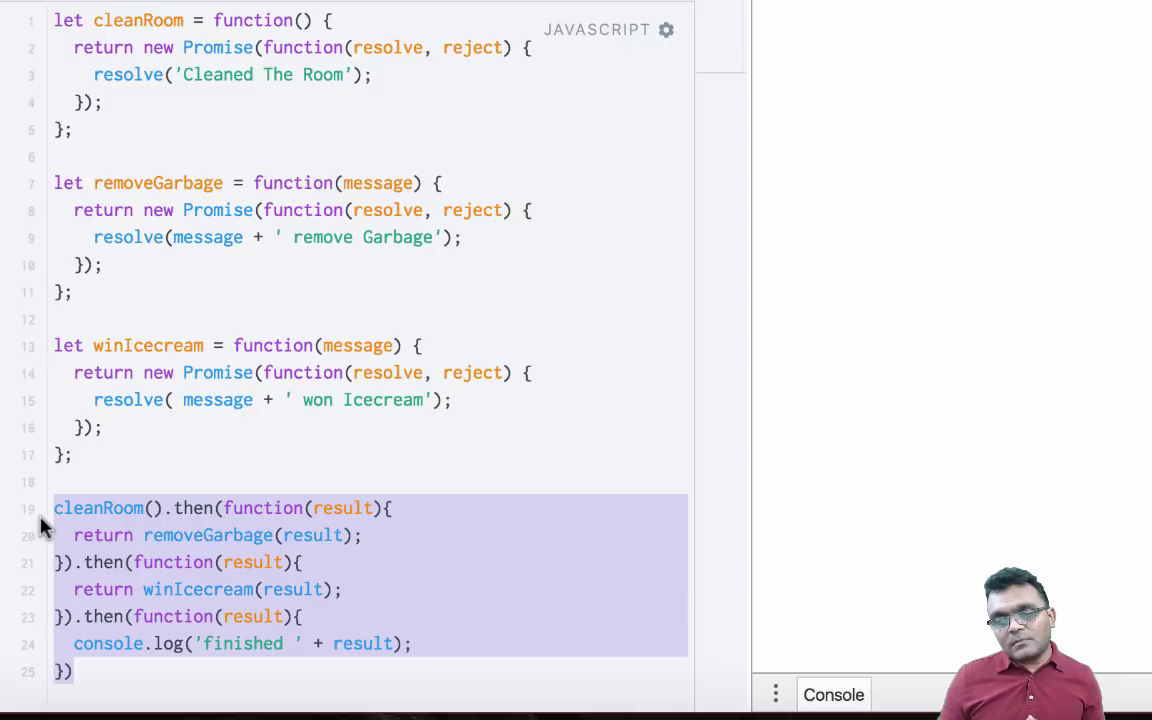 1 let cleanRoom = function() {
JAVASCRIPT
2 return new Promise(function(resolve, reject) {
3 resolve('Cleaned The Room');
4 });
5 };
6
7 let removeGarbage = function(message) {
8 return new Promise(function(resolve, reject) {
9 resolve(message + ' remove Garbage');
10 });
11 };
12
13 let winIcecream = function(message) {
14 return new Promise(function(resolve, reject) {
15 resolve( message + ' won Icecream');
16 });
17 };
18
19 cleanRoom().then(function(result){
20 return removeGarbage(result);
21 }).then(function(result){
22 return winIcecream(result);
23 }).then(function(result){
24 console.log('finished ' + result);
25 })
Console